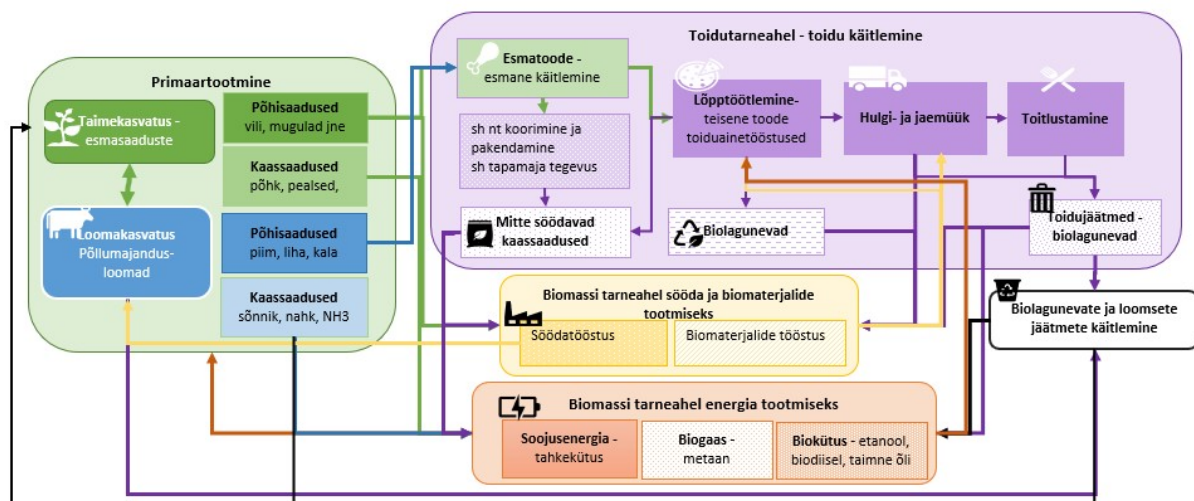 Primaartootmine
Taimekasvatus -
esmasaaduste
Loomakasvatus
Põllumajandus-
loomad
Põhisaadused
vili, mugulad jne
Kaassaadused
põhk, pealsed,
Põhisaadused
piim, liha, kala
Kaassaadused
sõnnik, nahk, NH3
Toidutarneahel - toidu käitlemine
Esmatoode -
esmane käitlemine
sh nt koorimine ja
pakendamine
sh tapamaja tegevus
Mitte söödavad
kaassaadused
Lõpptöötlemine-
teisene toode
toiduainetööstused
Biolagunevad
Hulgi- ja jaemüük
Toitlustamine
Toidujäätmed -
biolagunevad
Biolagunevate ja loomsete
jäätmete käitlemine
Biomassi tarneahel sööda ja biomaterjalide
tootmiseks
Söödatööstus
Biomaterjalide tööstus
Biomassi tarneahel energia tootmiseks
Soojusenergia -
tahkekütus
Biogaas -
metaan
Biokütus - etanool,
biodiisel, taimne õli